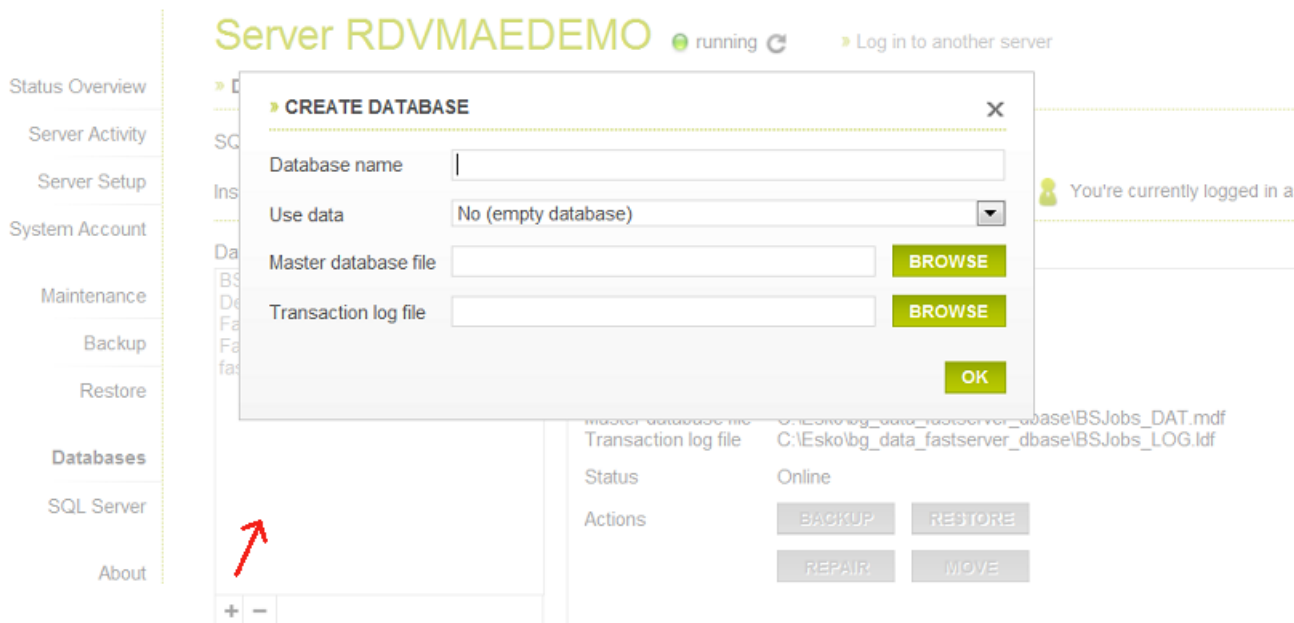 Server RDVMAEDEMO running » Log in to another server
Status Overview
Server Activity
Server Setup
System Account
Maintenance
Backup
Restore
Databases
SQL Server
About
» CREATE DATABASE
Database name
Use data No (empty database)
Master database file BROWSE
Transaction log file BROWSE
OK
You're currently logged in a
Master database file C:\Esko\bg_data_fastserver_dbase\BSJobs_DAT.mdf
Transaction log file C:\Esko\bg_data_fastserver_dbase\BSJobs_LOG.ldf
Status Online
Actions BACKUP RESTORE
REPAIR MOVE